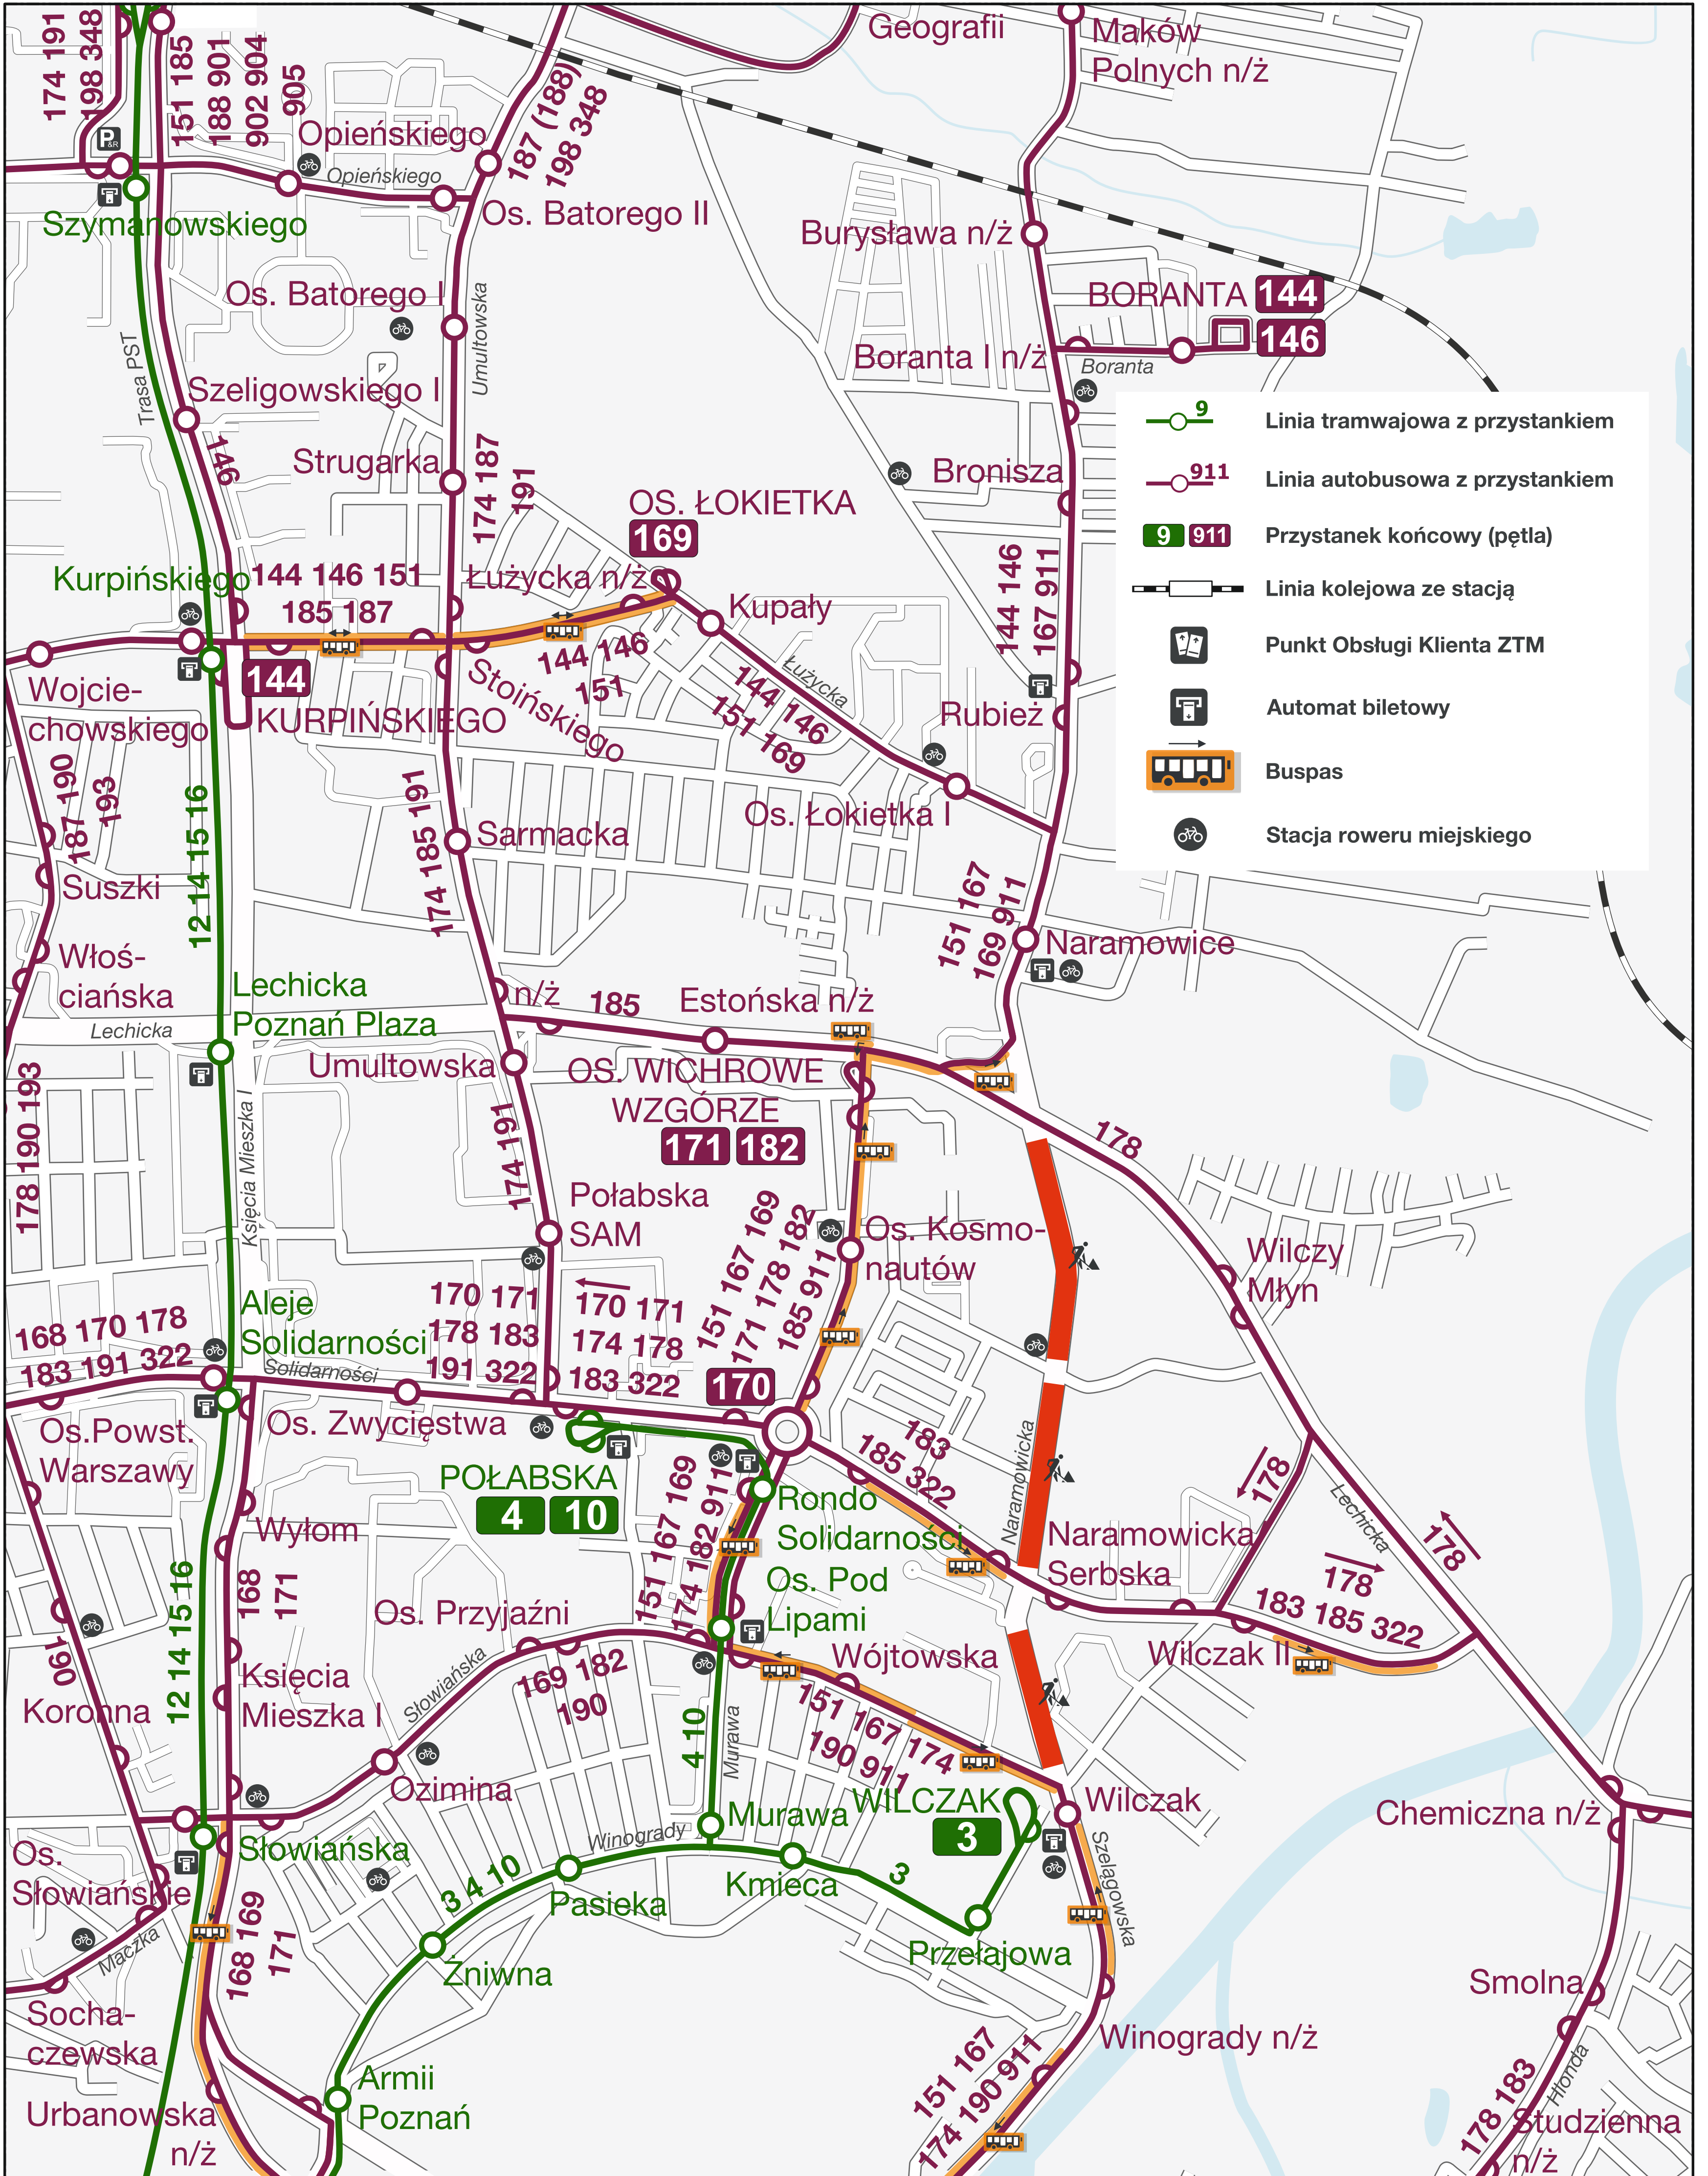 174 191
198 348
151 185
188 901
902 904
905
187 (188)
198 348
Geografii
Maków
Polnych n/ż
P&R
Opieńskiego
Opieńskiego
Szymanowskiego
Os. Batorego II
Burysława n/ż
Os. Batorego I
Umultowska
BORANTA 144
146
Boranta I n/ż
Boranta
Trasa PST
Szeligowskiego I
146
Strugarka
174 187
191
Bronisza
9
Linia tramwajowa z przystankiem
911
Linia autobusowa z przystankiem
9 911
Przystanek końcowy (pętla)
Linia kolejowa ze stacją
Punkt Obsługi Klienta ZTM
Automat biletowy
Buspas
Stacja roweru miejskiego
OS. ŁOKIETKA
169
Kurpińskiego
144 146 151
185 187
Łużycka n/ż
Kupały
144 146
167 911
144 146
151
Łużycka
144 146
151 169
Stoińskiego
144
KURPIŃSKIEGO
Wojcie-
chowskiego
Rubież
187 190
193
12 14 15 16
174 185 191
Sarmacka
Os. Łokietka I
Suszki
151 167
169 911
Naramowice
Włoś-
ciańska
Lechicka
Poznań Plaza
Lechicka
n/ż
185
Estońska n/ż
Umultowska
OS. WICHROWE
WZGÓRZE
171 182
178 190 193
Księcia Mieszka I
174 191
178
Połabska
SAM
151 167 169
171 178 182
185 911
Os. Kosmo-
nautów
Wilczy
Młyn
Aleje
Solidarności
168 170 178
183 191 322
Solidarności
170 171
178 183
191 322
170 171
174 178
183 322
170
Os.Powst.
Warszawy
Os. Zwycięstwa
183
185 322
Naramowicka
178
Lechicka
178
POŁABSKA
4 10
Rondo
Solidarności
151 167 169
174 182 911
Wyłom
Naramowicka/
Serbska
178
183 185 322
Os. Pod
Lipami
12 14 15 16
168
171
Os. Przyjaźni
Wójtowska
Wilczak II
190
Księcia
Mieszka I
Słowiańska
169 182
190
151 167 174
190 911
Koronna
4 10
Murawa
Ozimina
Murawa
WILCZAK
3
Wilczak
Chemiczna n/ż
Os.
Słowiańskie
Słowiańska
Winogrady
3 4 10
Pasieka
Kmieca
3
Szelągowska
Przełajowa
Mączka
168 169
171
Żniwna
Socha-
czewska
Smolna
Winogrady n/ż
151 167
174 190 911
Armii
Poznań
Urbanowska
n/ż
178 183
Hlonda
Studzienna
n/ż